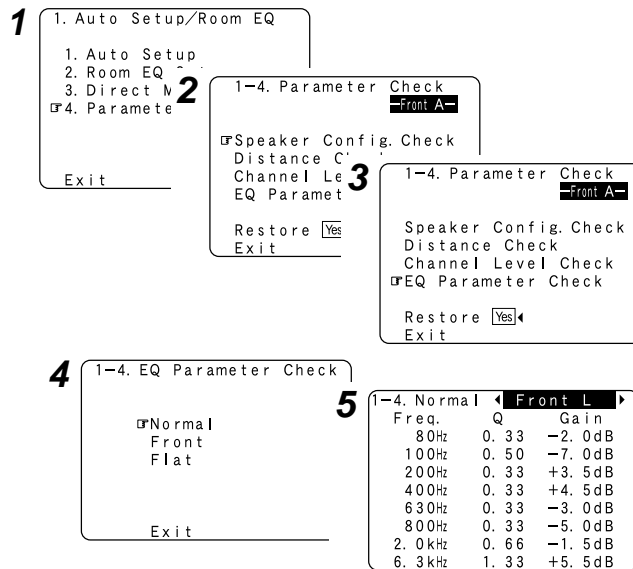 1
1. Auto Setup/Room EQ
1. Auto Setup
2. Room EQ
3. Direct M
☞4. Paramete
Exit
2
1-4. Parameter Check
-Front A-
☞Speaker Config. Check
Distance C
Channel Le
EQ Paramet
Restore Yes
Exit
3
1-4. Parameter Check
-Front A-
Speaker Config. Check
Distance Check
Channel Level Check
☞EQ Parameter Check
Restore Yes◀
Exit
4
1-4. EQ Parameter Check
☞Normal
Front
Flat
Exit
5
1-4. Normal ◀ Front L ▶
Freq. Q Gain
80Hz 0.33 -2.0dB
100Hz 0.50 -7.0dB
200Hz 0.33 +3.5dB
400Hz 0.33 +4.5dB
630Hz 0.33 -3.0dB
800Hz 0.33 -5.0dB
2.0kHz 0.66 -1.5dB
6.3kHz 1.33 +5.5dB